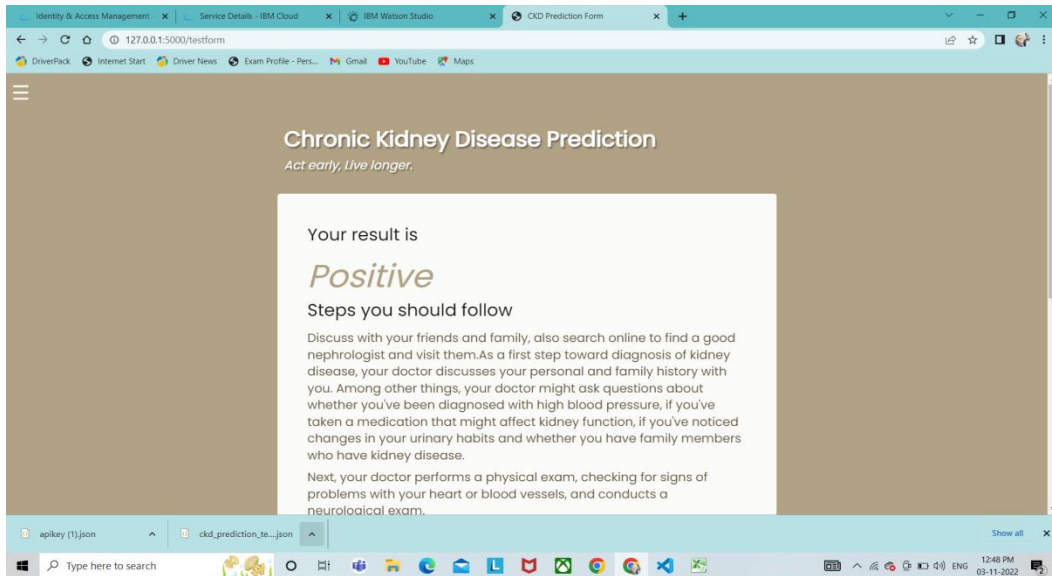 Identity & Access Management
Service Details - IBM Cloud
IBM Watson Studio
CKD Prediction Form
127.0.0.1:5000/testform
DriverPack
Internet Start
Driver News
Exam Profile - Pers...
Gmail
YouTube
Maps
Chronic Kidney Disease Prediction
Act early, Live longer.
Your result is
Positive
Steps you should follow
Discuss with your friends and family, also search online to find a good
nephrologist and visit them.As a first step toward diagnosis of kidney
disease, your doctor discusses your personal and family history with
you. Among other things, your doctor might ask questions about
whether you've been diagnosed with high blood pressure, if you've
taken a medication that might affect kidney function, if you've noticed
changes in your urinary habits and whether you have family members
who have kidney disease.
Next, your doctor performs a physical exam, checking for signs of
problems with your heart or blood vessels, and conducts a
neurological exam.
apikey (1).json
ckd_prediction_te....json
Show all
Type here to search
ENG
12:48 PM
03-11-2022